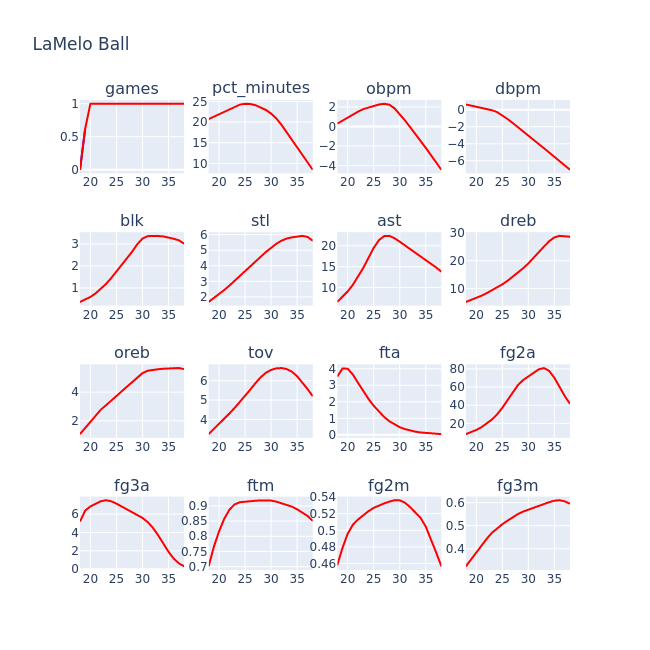 LaMelo Ball
games pct_minutes obpm dbpm
1 0.5 0
25 20 15 10
2 0 −2 −4
0 −2 −4 −6
20 25 30 35 20 25 30 35 20 25 30 35 20 25 30 35
blk stl ast dreb
3 2 1
6 5 4 3 2
20 15 10
30 20 10
20 25 30 35 20 25 30 35 20 25 30 35 20 25 30 35
oreb tov fta fg2a
4 2
6 5 4
4 3 2 1 0
80 60 40 20
20 25 30 35 20 25 30 35 20 25 30 35 20 25 30 35
fg3a ftm fg2m fg3m
6 4 2 0
0.9 0.85 0.8 0.75 0.7
0.54 0.52 0.5 0.48 0.46
0.6 0.5 0.4
20 25 30 35 20 25 30 35 20 25 30 35 20 25 30 35